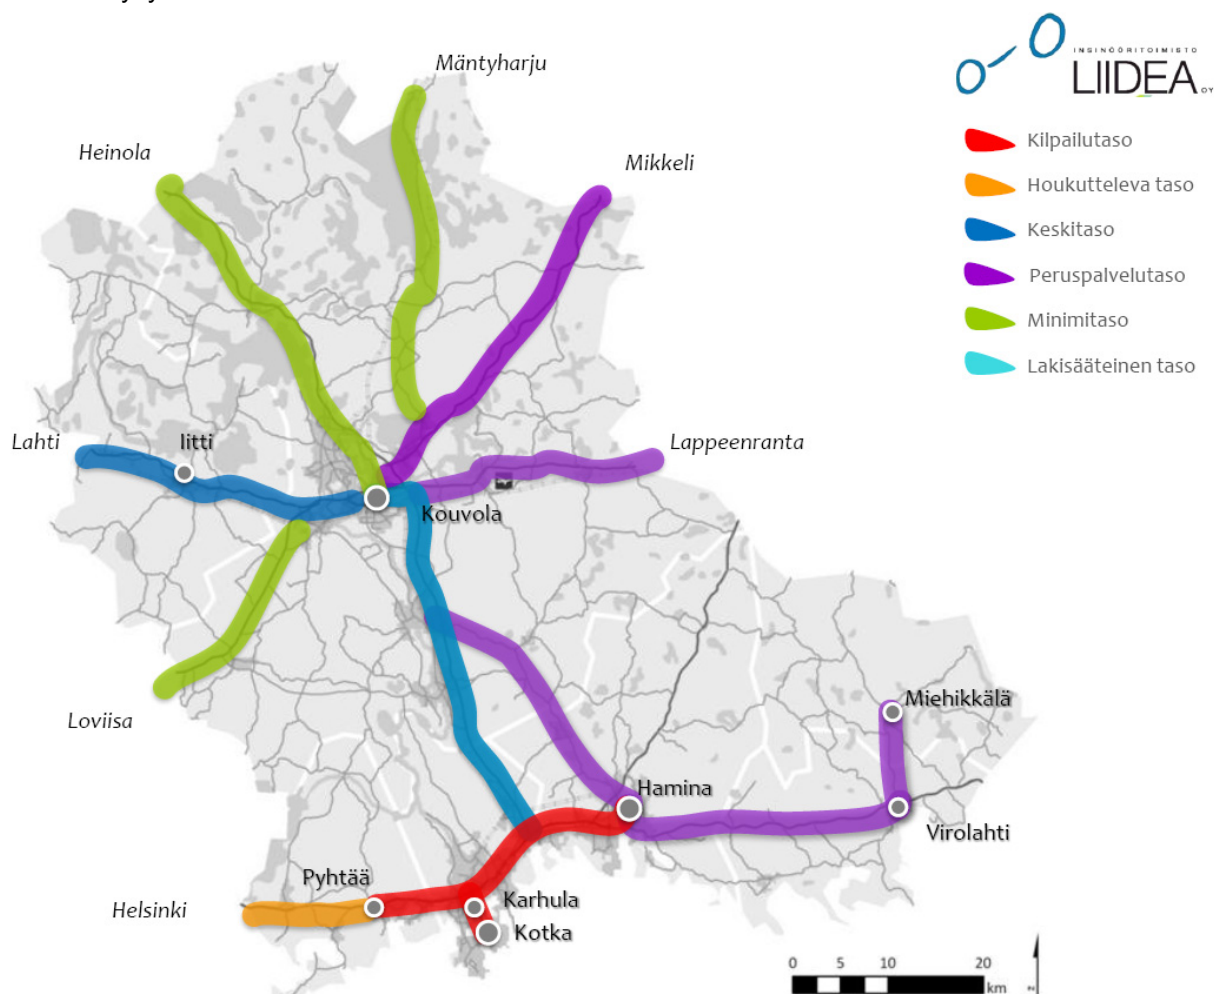 Mäntyharju
INSINÖÖRITOIMISTO
LIIDEA OY
Kilpailutaso
Heinola
Mikkeli
Houkutteleva taso
Keskitaso
Peruspalvelutaso
Minimitaso
Lakisääteinen taso
Lahti
Iitti
Lappeenranta
Kouvola
Loviisa
Miehikkälä
Hamina
Virolahti
Pyhtää
Karhula
Helsinki
Kotka
0 5 10 20
km